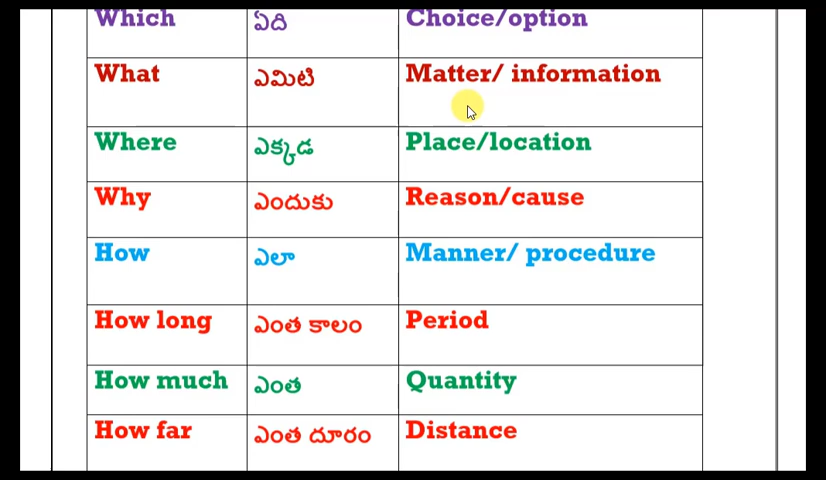 Which ఏది Choice/option
What ఎమిటి Matter/ information
Where ఎక్కడ Place/location
Why ఎందుకు Reason/cause
How ఎలా Manner/ procedure
How long ఎంత కాలం Period
How much ఎంత Quantity
How far ఎంత దూరం Distance